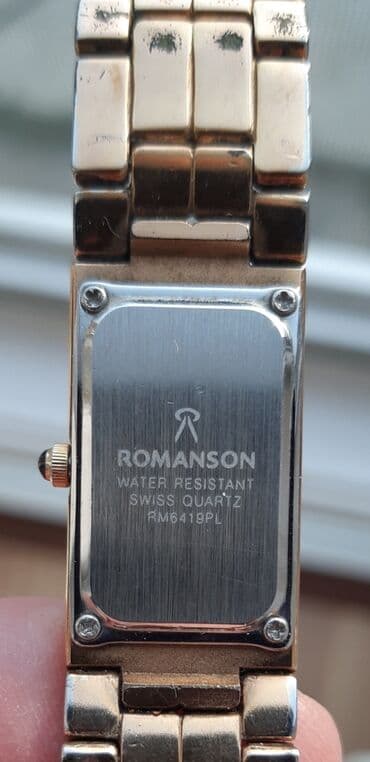 ROMANSON
WATER RESISTANT
SWISS QUARTZ
RM6419PL